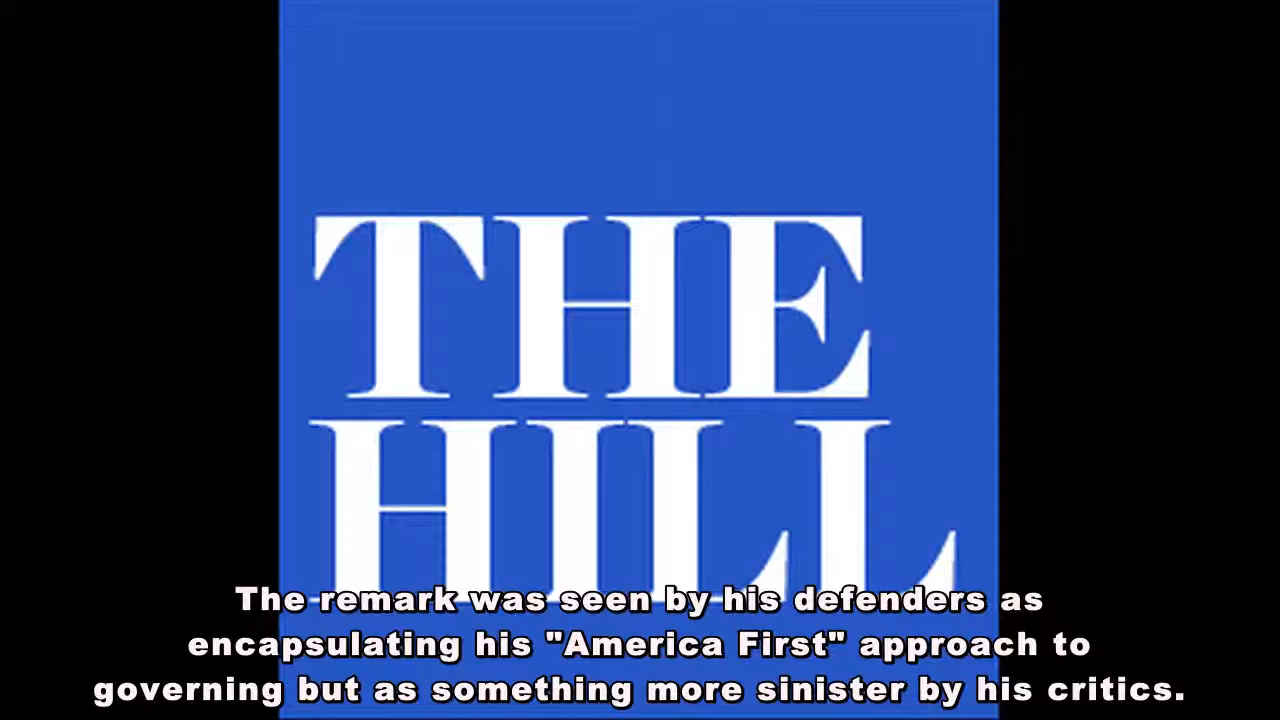 THE
HILL
The remark was seen by his defenders as
encapsulating his "America First" approach to
governing but as something more sinister by his critics.